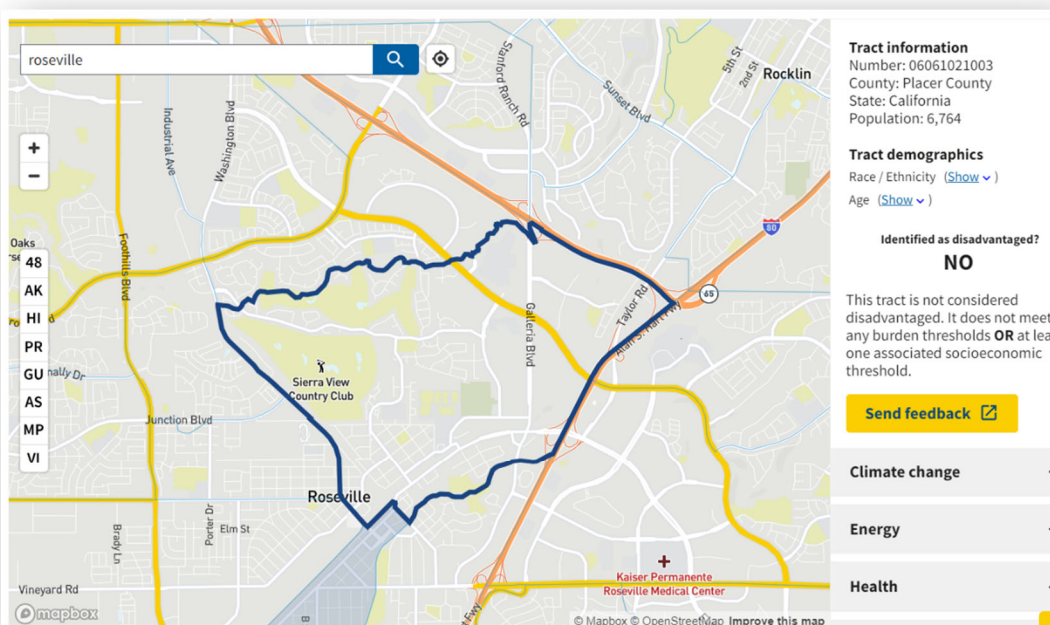 roseville
+
−
48
AK
HI
PR
GU
AS
MP
VI
Oaks
Foothills Blvd
Industrial Ave
Washington Blvd
Stanford Ranch Rd
Sunset Blvd
5th St
2nd St
Rocklin
80
65
Taylor Rd
Galleria Blvd
Sierra View
Country Club
Junction Blvd
Roseville
Porter Dr
Elm St
Brady Ln
Vineyard Rd
Kaiser Permanente
Roseville Medical Center
mapbox
© Mapbox © OpenStreetMap Improve this map
Tract information
Number: 06061021003
County: Placer County
State: California
Population: 6,764
Tract demographics
Race / Ethnicity (Show )
Age (Show )
Identified as disadvantaged?
NO
This tract is not considered
disadvantaged. It does not meet
any burden thresholds OR at lea
one associated socioeconomic
threshold.
Send feedback
Climate change
Energy
Health